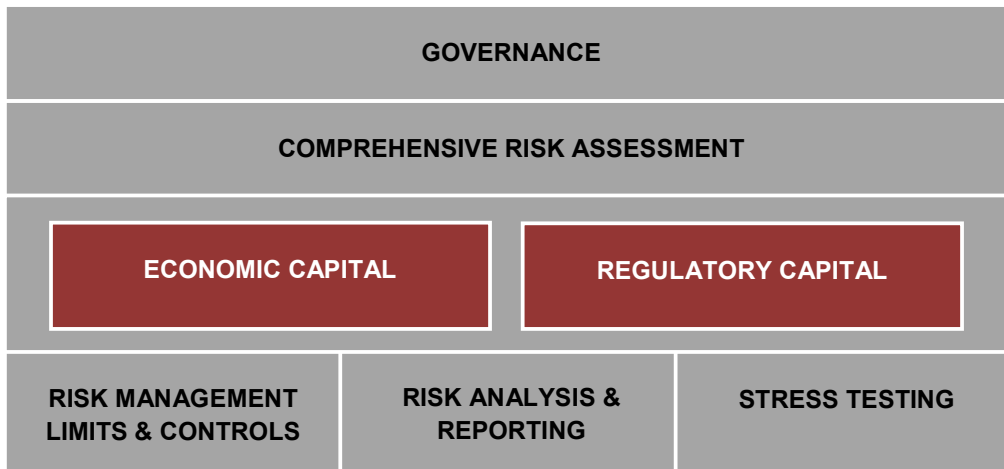 GOVERNANCE
COMPREHENSIVE RISK ASSESSMENT
ECONOMIC CAPITAL
REGULATORY CAPITAL
RISK MANAGEMENT
LIMITS & CONTROLS
RISK ANALYSIS &
REPORTING
STRESS TESTING